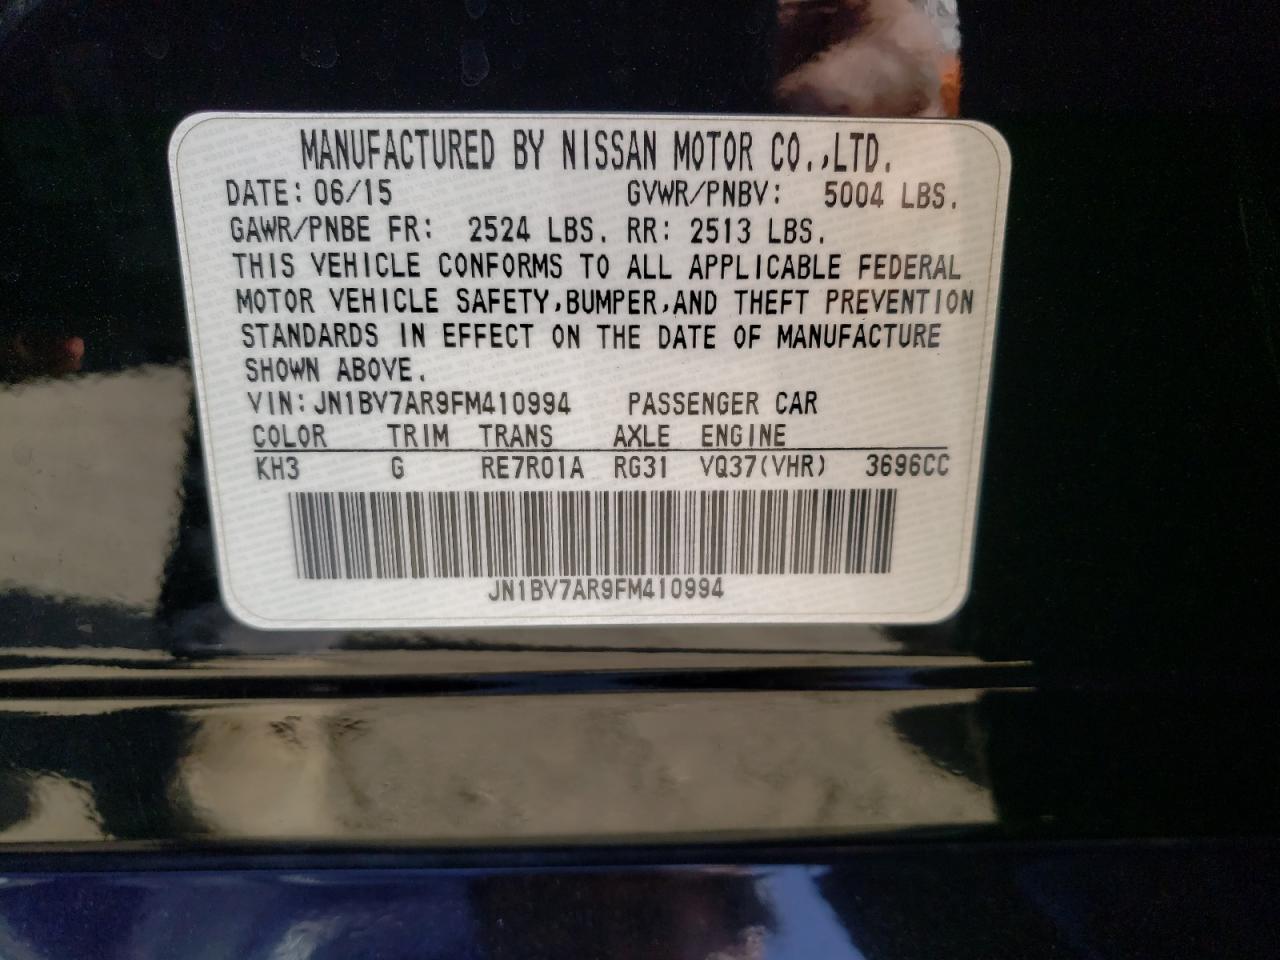 MANUFACTURED BY NISSAN MOTOR CO.,LTD.
DATE: 06/15 GVWR/PNBV: 5004 LBS.
GAWR/PNBE FR: 2524 LBS. RR: 2513 LBS.
THIS VEHICLE CONFORMS TO ALL APPLICABLE FEDERAL
MOTOR VEHICLE SAFETY,BUMPER,AND THEFT PREVENTION
STANDARDS IN EFFECT ON THE DATE OF MANUFACTURE
SHOWN ABOVE.
VIN: JN1BV7AR9FM410994 PASSENGER CAR
COLOR TRIM TRANS AXLE ENGINE
KH3 G RE7R01A RG31 VQ37(VHR) 3696CC
JN1BV7AR9FM410994